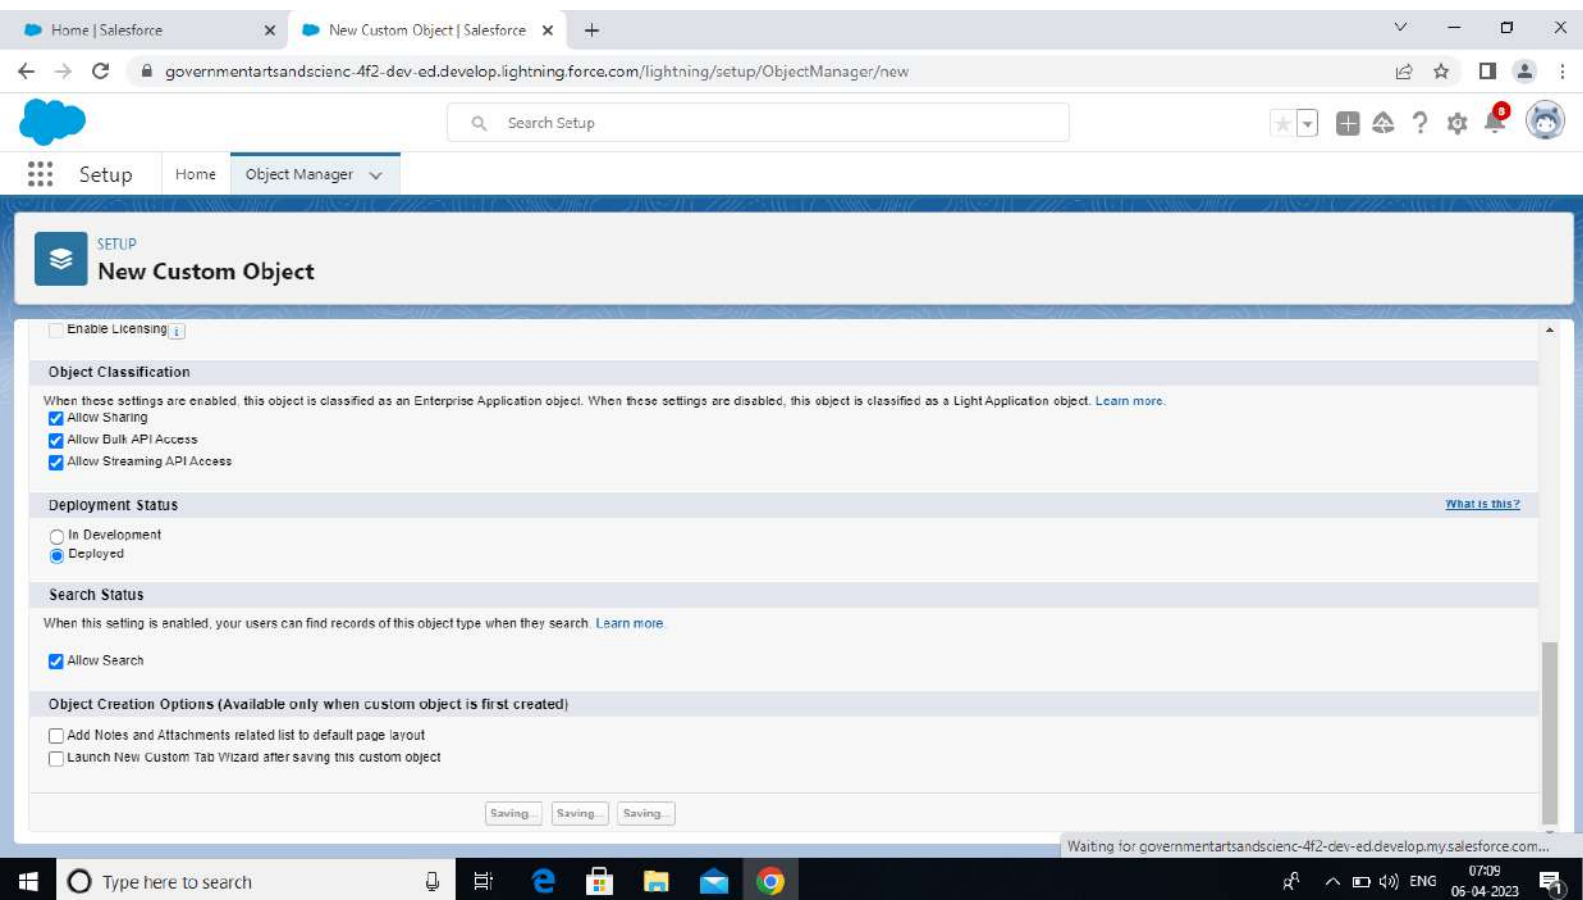 Home | Salesforce
New Custom Object | Salesforce
governmentartsandscienc-4f2-dev-ed.develop.lightning.force.com/lightning/setup/ObjectManager/new
Search Setup
8
Setup
Home
Object Manager
SETUP
New Custom Object
Enable Licensing i
Object Classification
When these settings are enabled, this object is classified as an Enterprise Application object. When these settings are disabled, this object is classified as a Light Application object. Learn more.
Allow Sharing
Allow Bulk API Access
Allow Streaming API Access
Deployment Status
What is this?
In Development
Deployed
Search Status
When this setting is enabled, your users can find records of this object type when they search. Learn more.
Allow Search
Object Creation Options (Available only when custom object is first created)
Add Notes and Attachments related list to default page layout
Launch New Custom Tab Wizard after saving this custom object
Saving... Saving... Saving...
Waiting for governmentartsandscienc-4f2-dev-ed.develop.my.salesforce.com...
Type here to search
ENG
07:09
06-04-2023
1